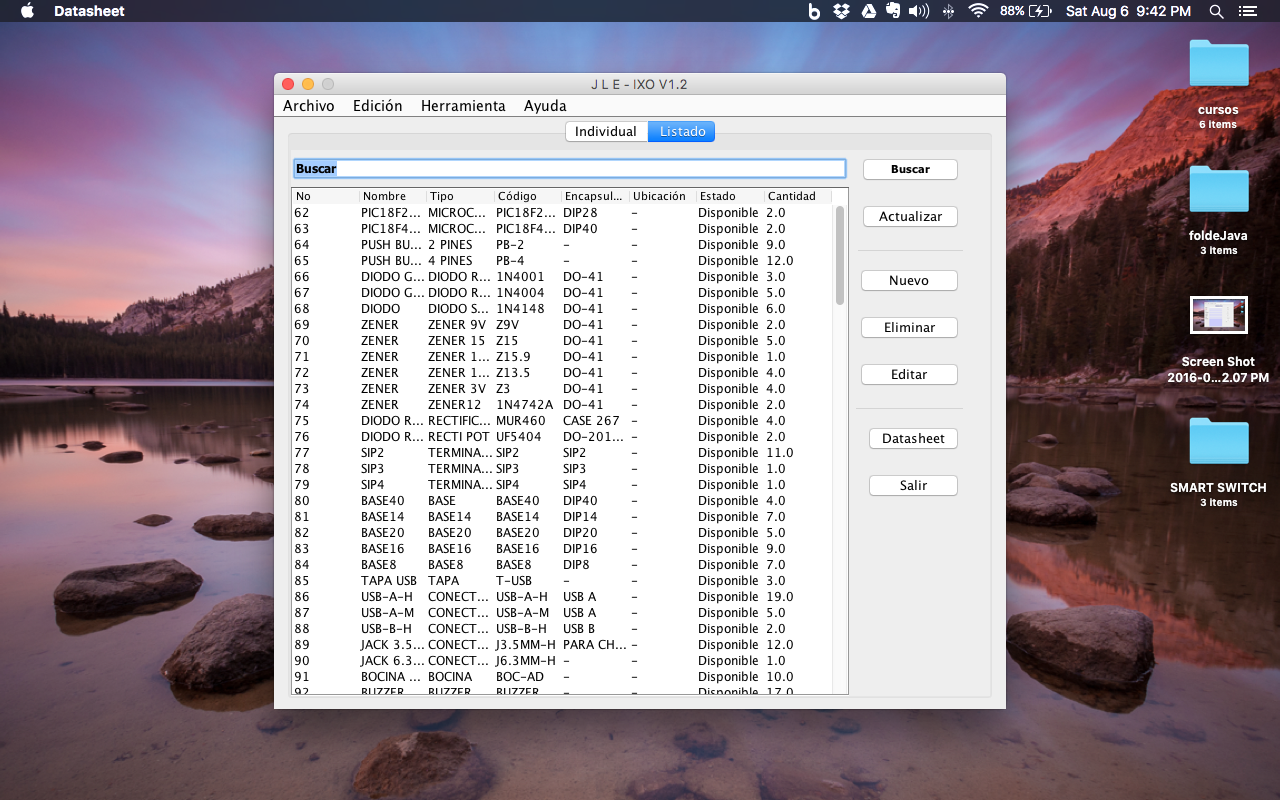 Datasheet 88% Sat Aug 6 9:42 PM
J L E - IXO V1.2
Archivo Edición Herramienta Ayuda
Individual Listado
Buscar Buscar
Actualizar
Nuevo
Eliminar
Editar
Datasheet
Salir
No Nombre Tipo Código Encapsul... Ubicación Estado Cantidad
62 PIC18F2... MICROC... PIC18F2... DIP28 - Disponible 2.0
63 PIC18F4... MICROC... PIC18F4... DIP40 - Disponible 2.0
64 PUSH BU... 2 PINES PB-2 - - Disponible 9.0
65 PUSH BU... 4 PINES PB-4 - - Disponible 12.0
66 DIODO G... DIODO R... 1N4001 DO-41 - Disponible 3.0
67 DIODO G... DIODO R... 1N4004 DO-41 - Disponible 5.0
68 DIODO DIODO S... 1N4148 DO-41 - Disponible 6.0
69 ZENER ZENER 9V Z9V DO-41 - Disponible 2.0
70 ZENER ZENER 15 Z15 DO-41 - Disponible 5.0
71 ZENER ZENER 1... Z15.9 DO-41 - Disponible 1.0
72 ZENER ZENER 1... Z13.5 DO-41 - Disponible 4.0
73 ZENER ZENER 3V Z3 DO-41 - Disponible 4.0
74 ZENER ZENER12 1N4742A DO-41 - Disponible 2.0
75 DIODO R... RECTIFIC... MUR460 CASE 267 - Disponible 4.0
76 DIODO R... RECTI POT UF5404 DO-201... - Disponible 2.0
77 SIP2 TERMINA... SIP2 SIP2 - Disponible 11.0
78 SIP3 TERMINA... SIP3 SIP3 - Disponible 1.0
79 SIP4 TERMINA... SIP4 SIP4 - Disponible 1.0
80 BASE40 BASE BASE40 DIP40 - Disponible 4.0
81 BASE14 BASE14 BASE14 DIP14 - Disponible 7.0
82 BASE20 BASE20 BASE20 DIP20 - Disponible 5.0
83 BASE16 BASE16 BASE16 DIP16 - Disponible 9.0
84 BASE8 BASE8 BASE8 DIP8 - Disponible 7.0
85 TAPA USB TAPA T-USB - - Disponible 3.0
86 USB-A-H CONECT... USB-A-H USB A - Disponible 19.0
87 USB-A-M CONECT... USB-A-M USB A - Disponible 5.0
88 USB-B-H CONECT... USB-B-H USB B - Disponible 2.0
89 JACK 3.5... CONECT... J3.5MM-H PARA CH... - Disponible 12.0
90 JACK 6.3... CONECT... J6.3MM-H - - Disponible 1.0
91 BOCINA ... BOCINA BOC-AD - - Disponible 10.0
92 BUZZER BUZZER BUZZER - - Disponible 17.0
cursos
6 items
foldeJava
3 items
Screen Shot
2016-0...2.07 PM
SMART SWITCH
3 items